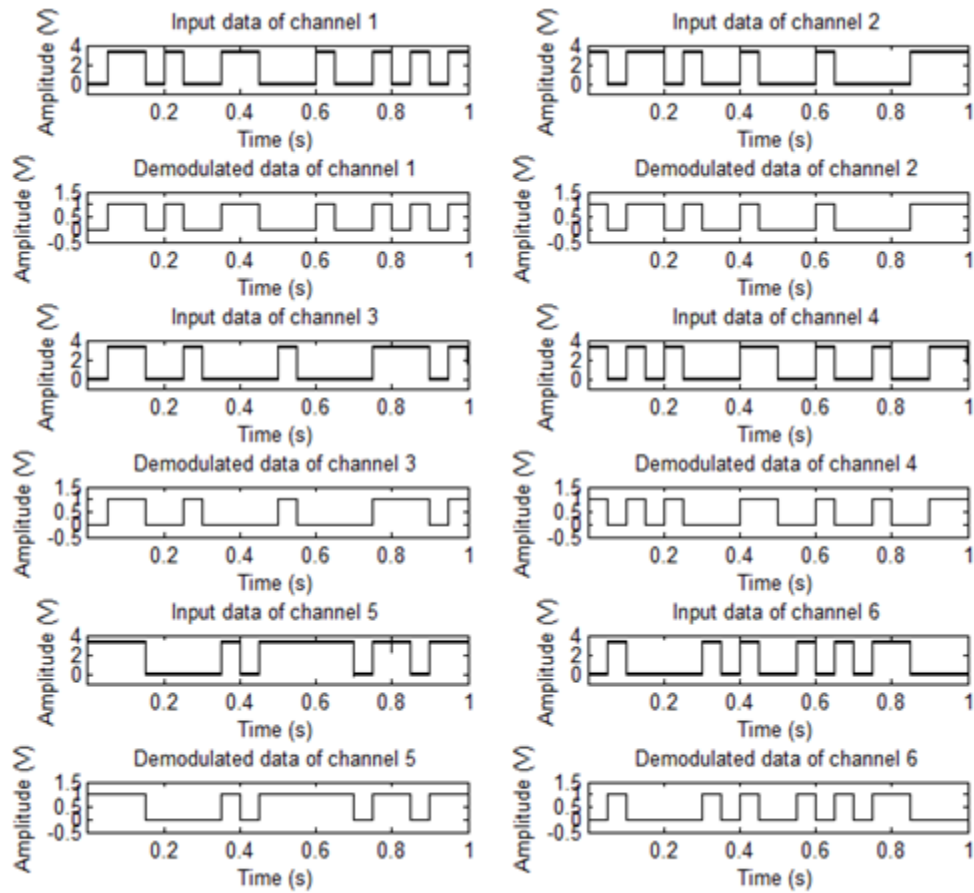 Input data of channel 1
Amplitude (V)
4
2
0
0.2 0.4 0.6 0.8 1
Time (s)
Input data of channel 2
Amplitude (V)
4
2
0
0.2 0.4 0.6 0.8 1
Time (s)
Demodulated data of channel 1
Amplitude (V)
1.5
1
0.5
0
-0.5
0.2 0.4 0.6 0.8 1
Time (s)
Demodulated data of channel 2
Amplitude (V)
1.5
1
0.5
0
-0.5
0.2 0.4 0.6 0.8 1
Time (s)
Input data of channel 3
Amplitude (V)
4
2
0
0.2 0.4 0.6 0.8 1
Time (s)
Input data of channel 4
Amplitude (V)
4
2
0
0.2 0.4 0.6 0.8 1
Time (s)
Demodulated data of channel 3
Amplitude (V)
1.5
1
0.5
0
-0.5
0.2 0.4 0.6 0.8 1
Time (s)
Demodulated data of channel 4
Amplitude (V)
1.5
1
0.5
0
-0.5
0.2 0.4 0.6 0.8 1
Time (s)
Input data of channel 5
Amplitude (V)
4
2
0
0.2 0.4 0.6 0.8 1
Time (s)
Input data of channel 6
Amplitude (V)
4
2
0
0.2 0.4 0.6 0.8 1
Time (s)
Demodulated data of channel 5
Amplitude (V)
1.5
1
0.5
0
-0.5
0.2 0.4 0.6 0.8 1
Time (s)
Demodulated data of channel 6
Amplitude (V)
1.5
1
0.5
0
-0.5
0.2 0.4 0.6 0.8 1
Time (s)